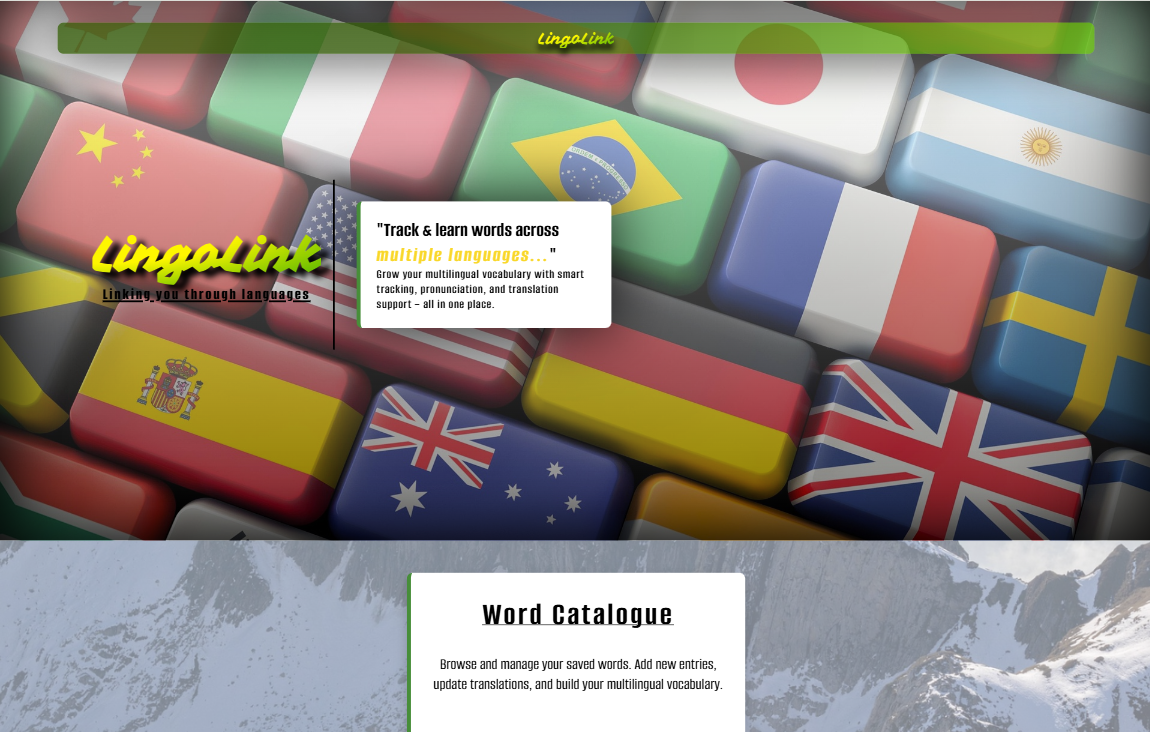 LingoLink
LingoLink
Linking you through languages
"Track & learn words across
multiple languages..."
Grow your multilingual vocabulary with smart
tracking, pronunciation, and translation
support – all in one place.
Word Catalogue
Browse and manage your saved words. Add new entries,
update translations, and build your multilingual vocabulary.